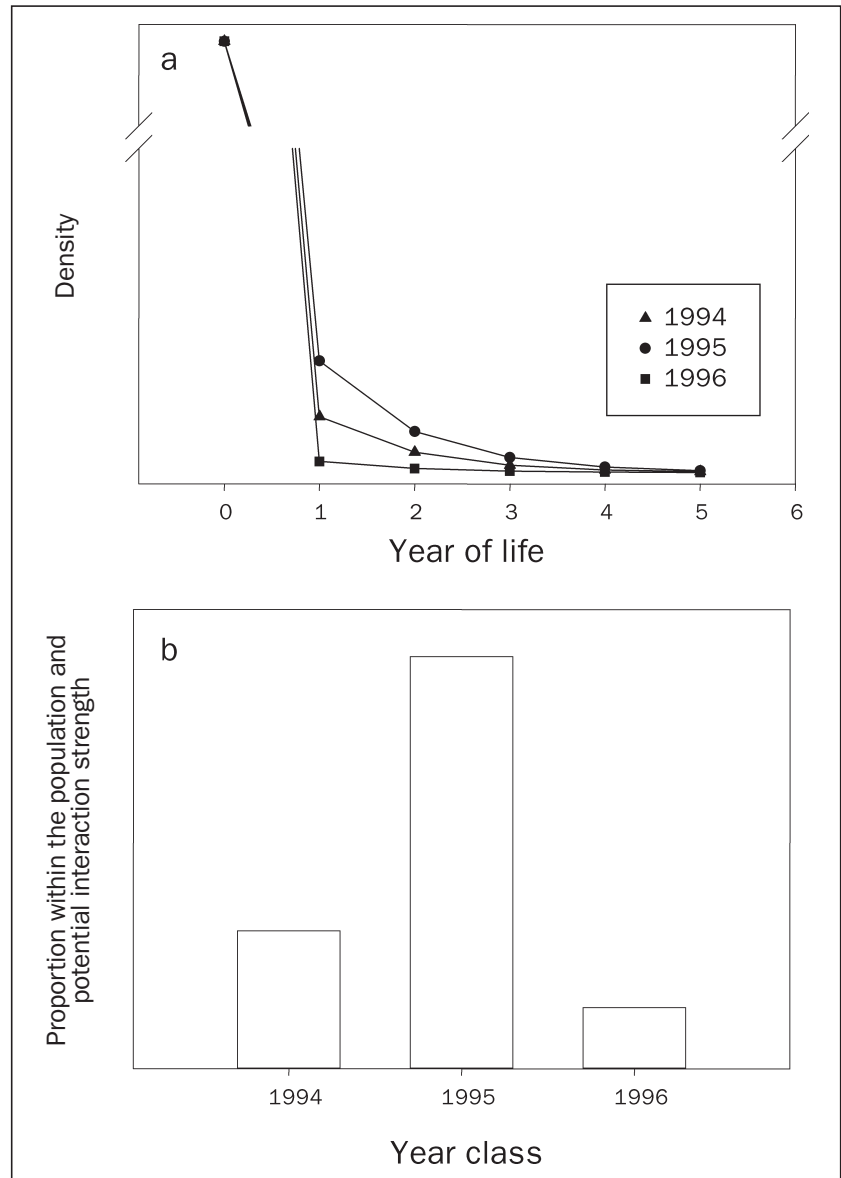 a
Density
1994
1995
1996
0 1 2 3 4 5 6
Year of life
b
Proportion within the population and
potential interaction strength
1994 1995 1996
Year class